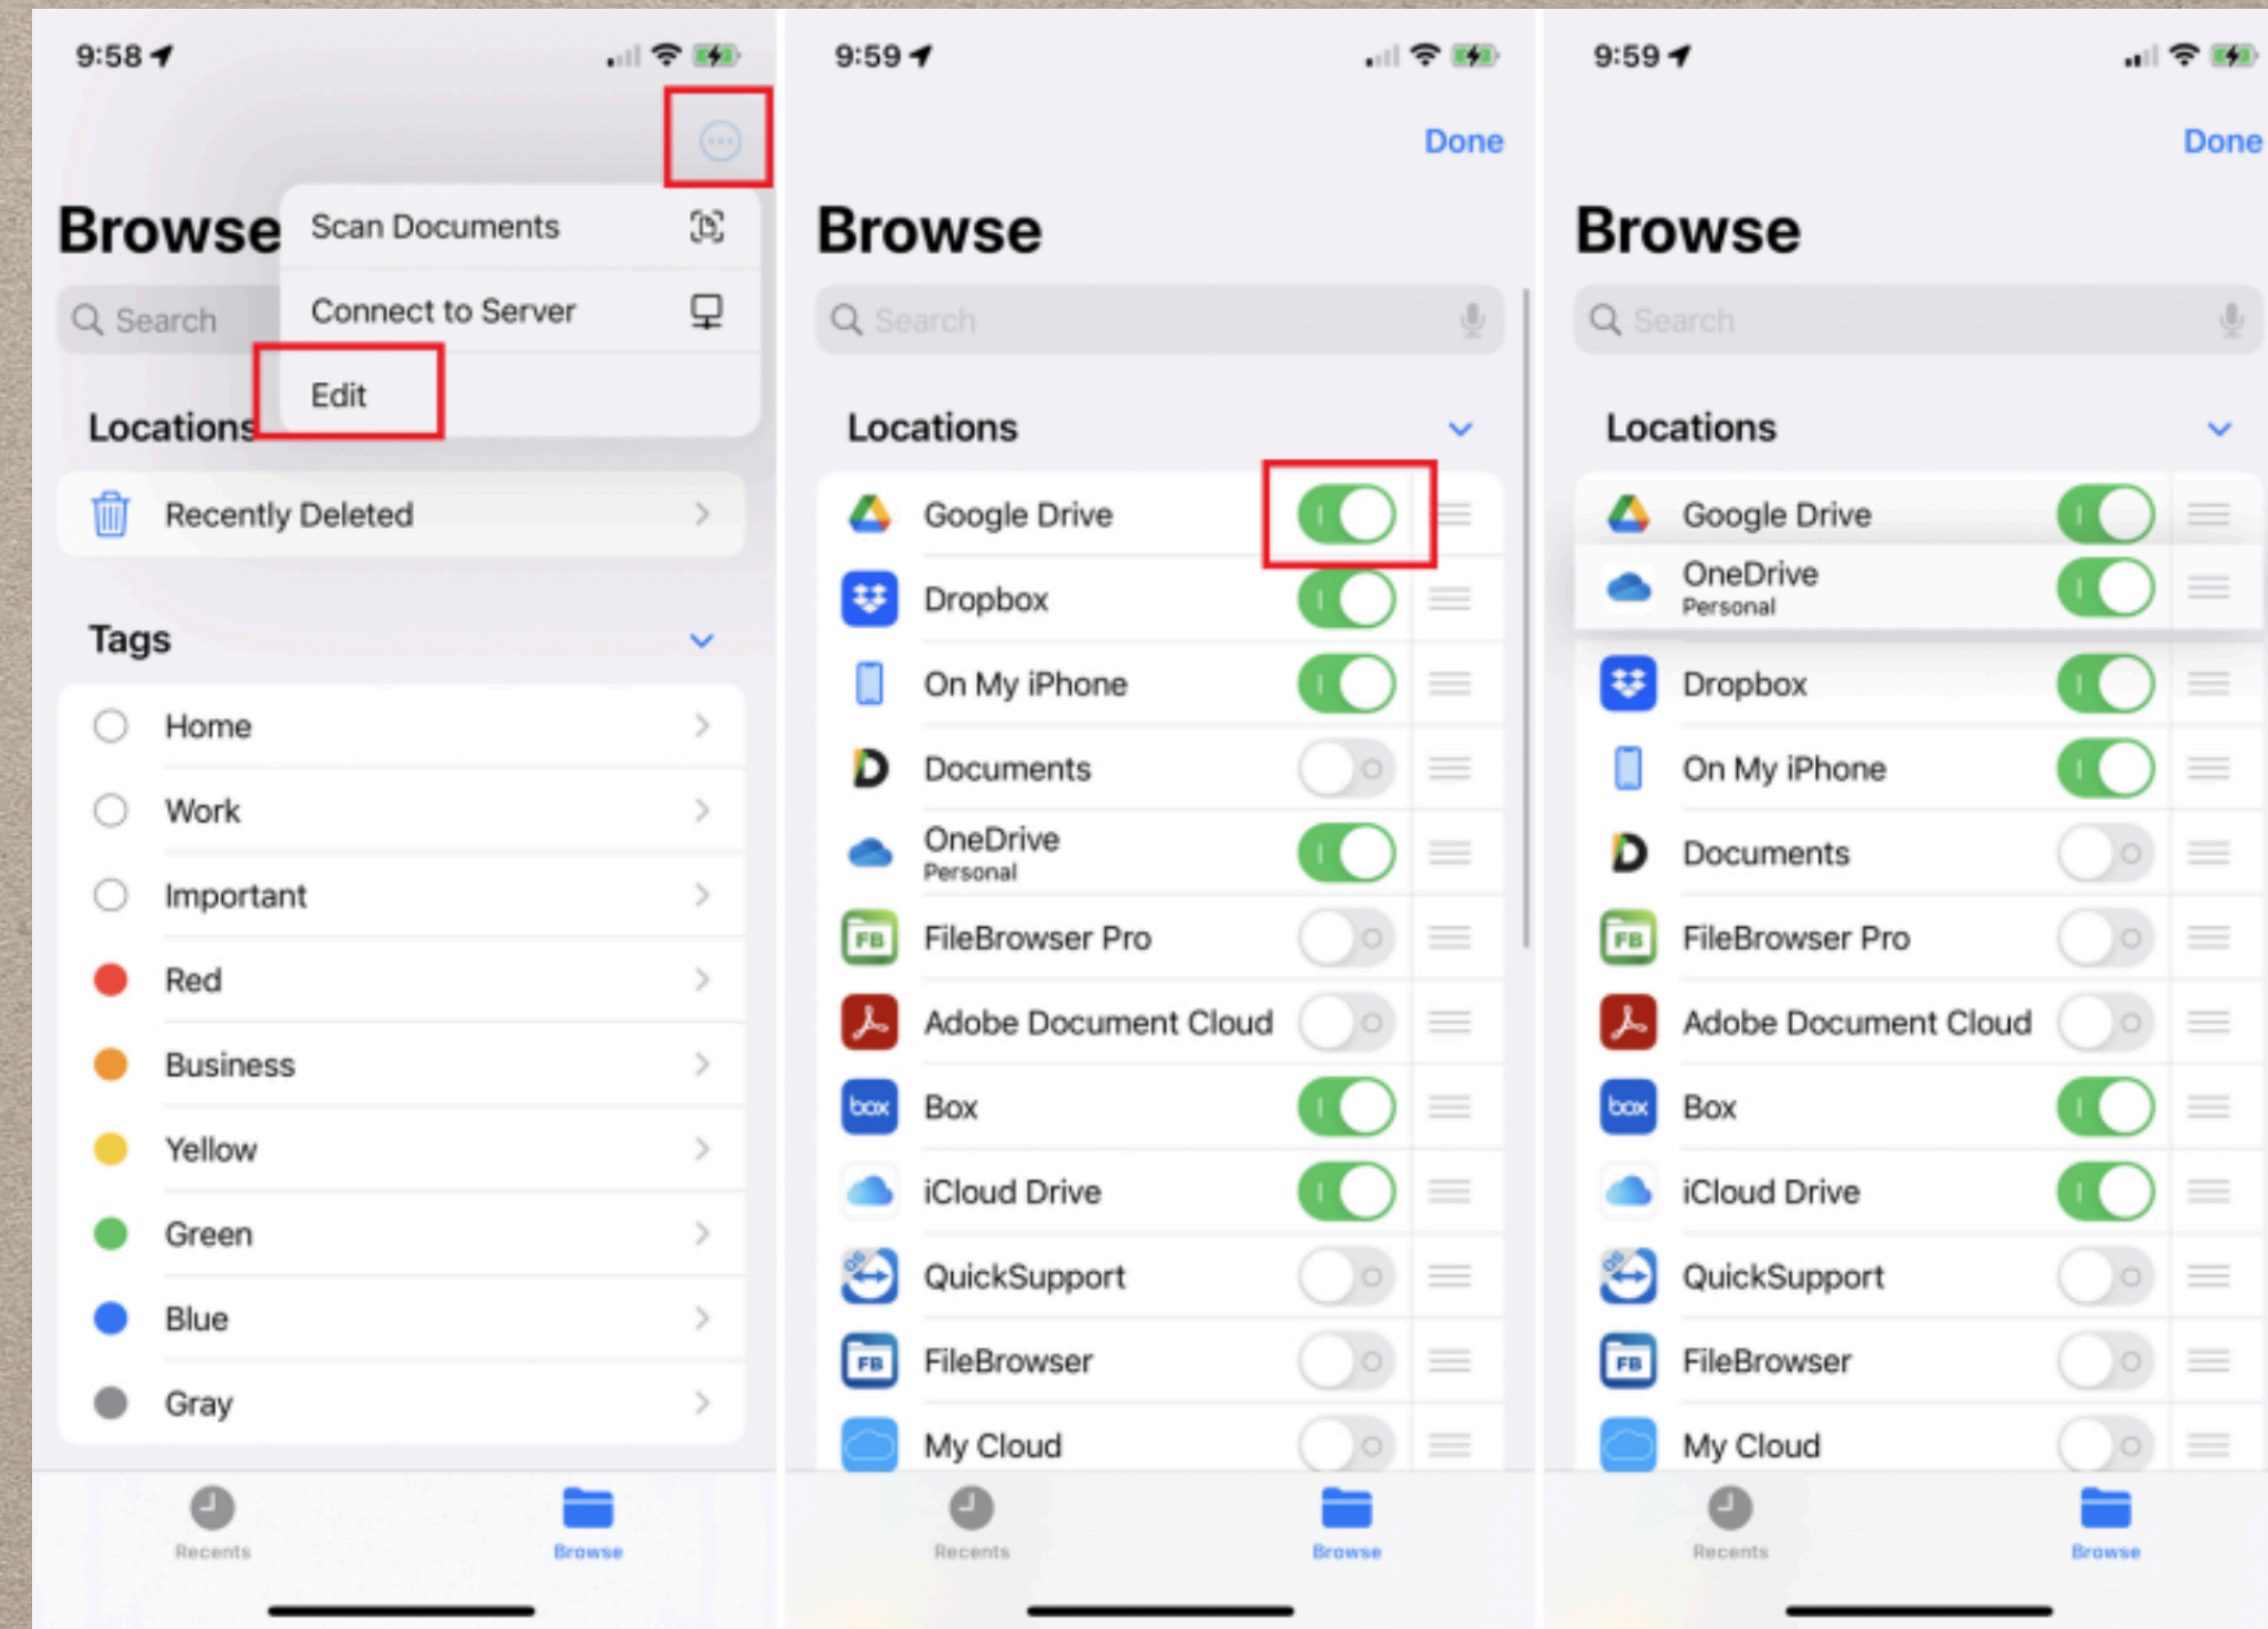 9:58
Scan Documents
Browse
Connect to Server
Search
Edit
Locations
Recently Deleted
Tags
Home
Work
Important
Red
Business
Yellow
Green
Blue
Gray
Recents
Browse
9:59
Done
Browse
Search
Locations
Google Drive
Dropbox
On My iPhone
Documents
OneDrive
Personal
FB
FileBrowser Pro
Adobe Document Cloud
box
Box
iCloud Drive
QS
QuickSupport
FB
FileBrowser
My Cloud
Recents
Browse
9:59
Done
Browse
Search
Locations
Google Drive
OneDrive
Personal
Dropbox
On My iPhone
Documents
FB
FileBrowser Pro
Adobe Document Cloud
box
Box
iCloud Drive
QS
QuickSupport
FB
FileBrowser
My Cloud
Recents
Browse